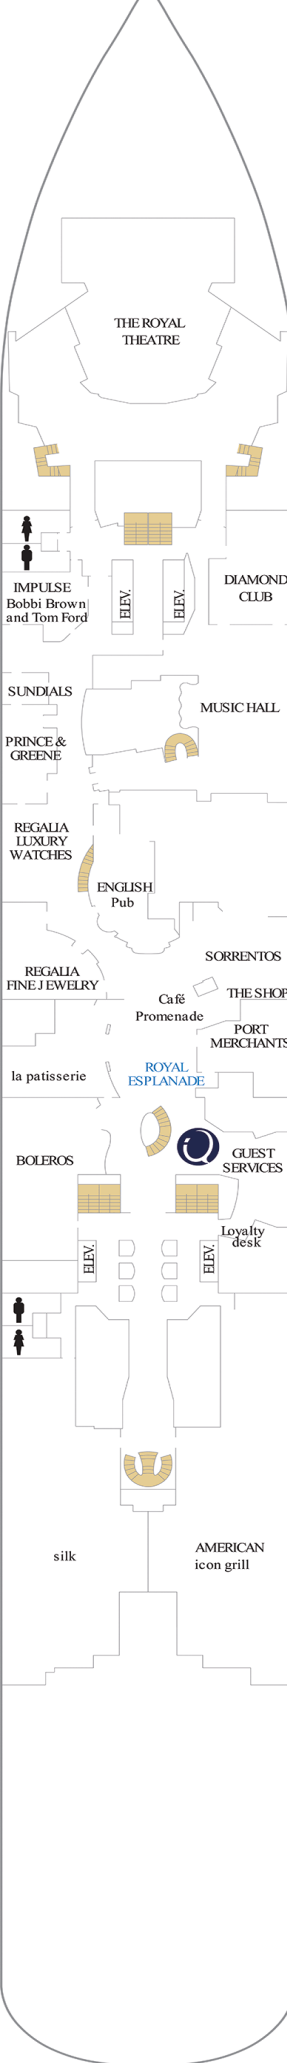 THE ROYAL
THEATRE
IMPULSE
Bobbi Brown
and Tom Ford
ELEV.
ELEV.
DIAMOND
CLUB
SUNDIALS
MUSIC HALL
PRINCE &
GREENE
REGALIA
LUXURY
WATCHES
ENGLISH
Pub
SORRENTOS
REGALIA
FINE JEWELRY
THE SHOP
Café
Promenade
PORT
MERCHANTS
la patisserie
ROYAL
ESPLANADE
BOLEROS
GUEST
SERVICES
Loyalty
desk
ELEV.
ELEV.
silk
AMERICAN
icon grill